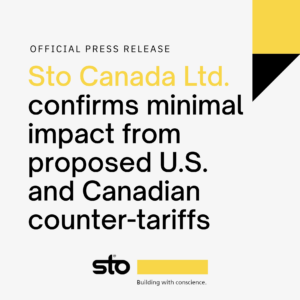 OFFICIAL PRESS RELEASE
Sto Canada Ltd.
confirms minimal
impact from
proposed U.S.
and Canadian
counter-tariffs
sto
Building with conscience.